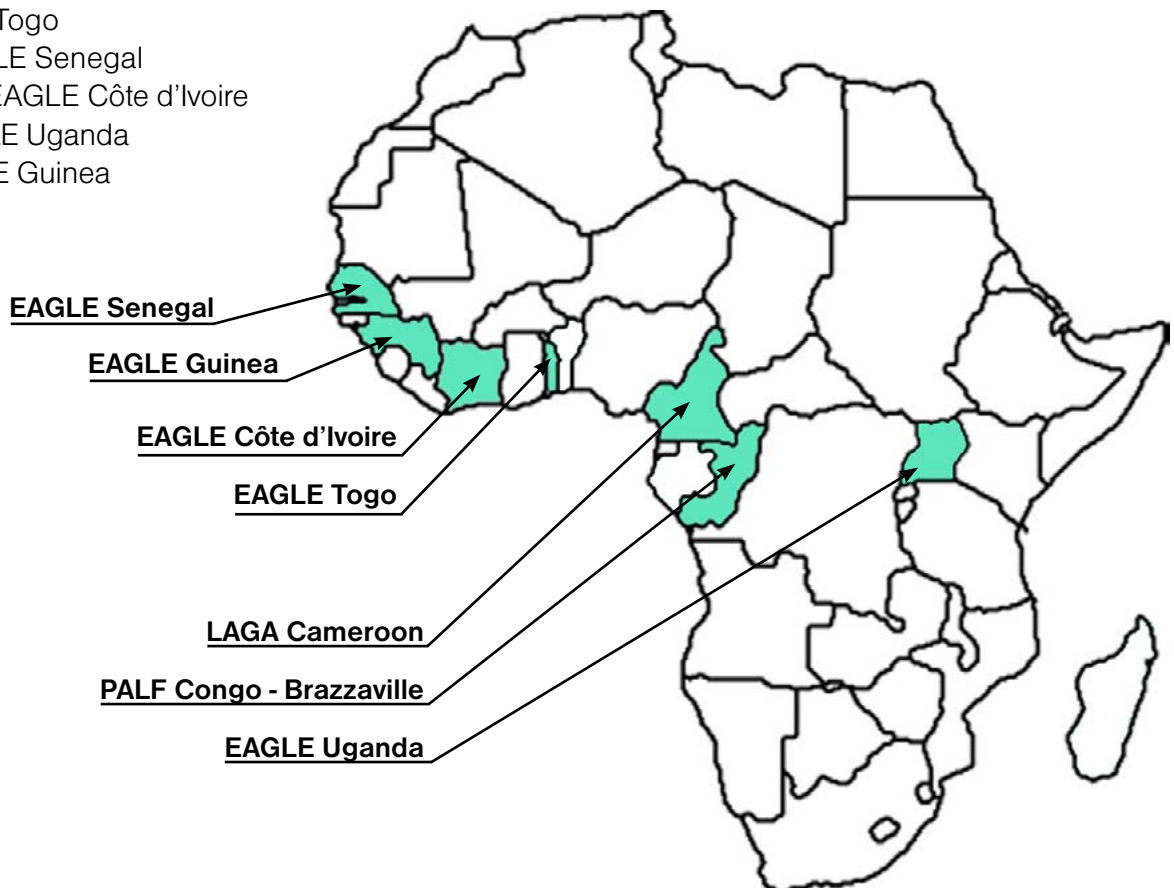 Togo
LE Senegal
EAGLE Côte d’Ivoire
E Uganda
E Guinea
EAGLE Senegal
EAGLE Guinea
EAGLE Côte d’Ivoire
EAGLE Togo
LAGA Cameroon
PALF Congo - Brazzaville
EAGLE Uganda